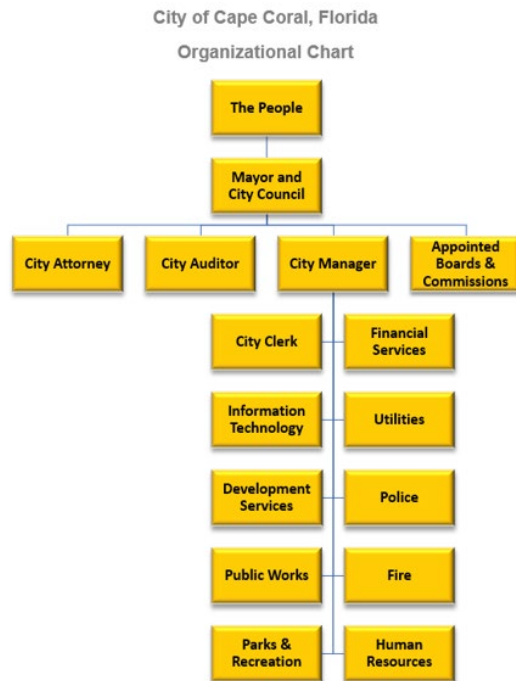 City of Cape Coral, Florida
Organizational Chart
The People
Mayor and
City Council
City Attorney
City Auditor
City Manager
Appointed
Boards &
Commissions
City Clerk
Financial
Services
Information
Technology
Utilities
Development
Services
Police
Public Works
Fire
Parks &
Recreation
Human
Resources